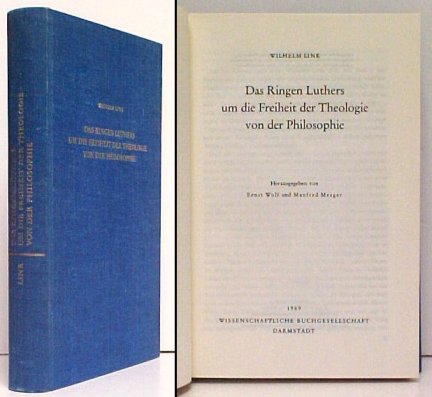 LINK
DAS RINGEN LUTHERS
UM DIE FREIHEIT DER THEOLOGIE
VON DER PHILOSOPHIE
WILHELM LINK
DAS RINGEN LUTHERS
UM DIE FREIHEIT DER THEOLOGIE
VON DER PHILOSOPHIE
WILHELM LINK
Das Ringen Luthers
um die Freiheit der Theologie
von der Philosophie
Herausgegeben von
Ernst Wolf und Manfred Mezger
1969
WISSENSCHAFTLICHE BUCHGESELLSCHAFT
DARMSTADT